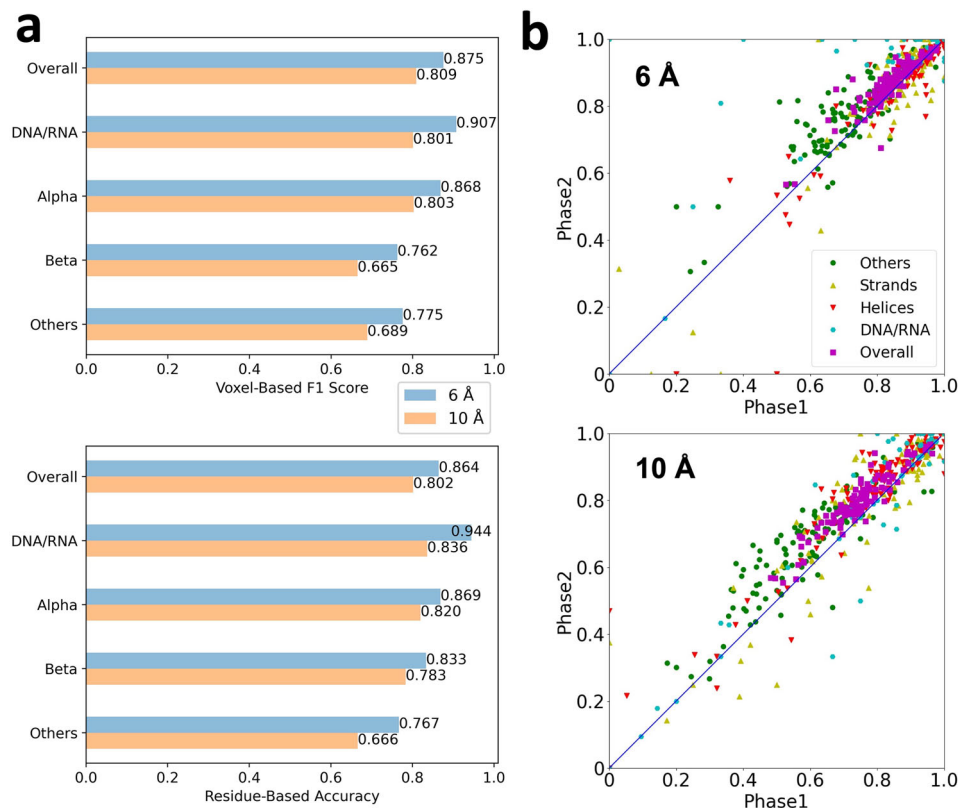 a
Overall
0.875
0.809
DNA/RNA
0.907
0.801
Alpha
0.868
0.803
Beta
0.762
0.665
Others
0.775
0.689
0.0 0.2 0.4 0.6 0.8 1.0
Voxel-Based F1 Score
6 Å
10 Å
Overall
0.864
0.802
DNA/RNA
0.944
0.836
Alpha
0.869
0.820
Beta
0.833
0.783
Others
0.767
0.666
0.0 0.2 0.4 0.6 0.8 1.0
Residue-Based Accuracy
b
6 Å
1.0
0.8
0.6
0.4
0.2
0
Phase2
Others
Strands
Helices
DNA/RNA
Overall
0 0.2 0.4 0.6 0.8 1.0
Phase1
10 Å
1.0
0.8
0.6
0.4
0.2
0.0
Phase2
0 0.2 0.4 0.6 0.8 1.0
Phase1